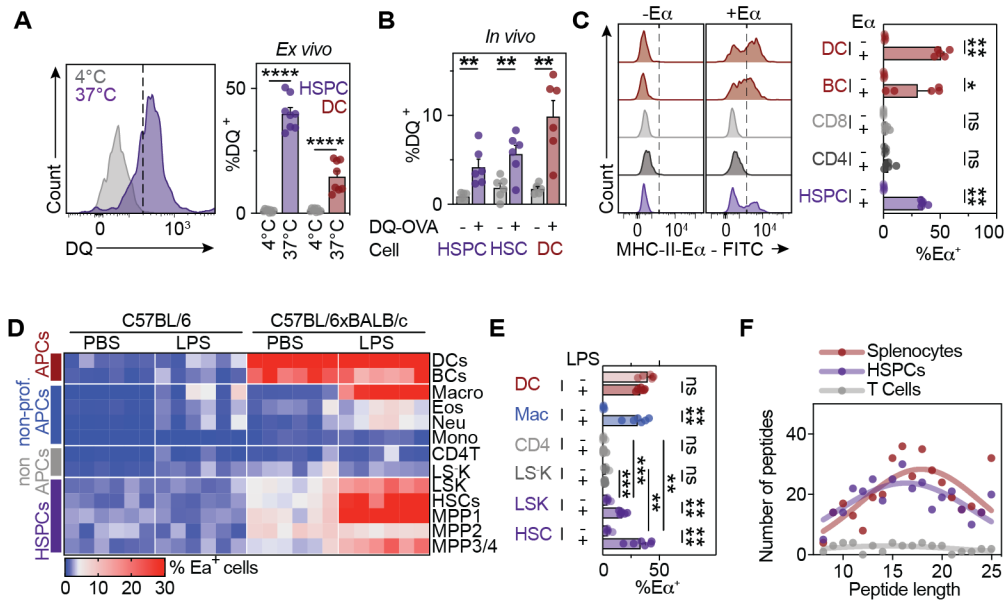 A
4°C
37°C
Count
DQ
0
10³
Ex vivo
****
HSPC
DC
****
%DQ⁺
50
0
4°C
37°C
4°C
37°C
B
In vivo
** ** **
%DQ⁺
10
0
DQ-OVA - + - + - +
Cell HSPC HSC DC
C
-Eα +Eα
Count
0 10⁴ 0 10⁴
MHC-II-Eα - FITC
Eα
DC - + ***
BC - + *
CD8 - + ns
CD4 - + ns
HSPC - + ***
0 50 100
%Eα⁺
D
C57BL/6 C57BL/6xBALB/c
PBS LPS PBS LPS
APCs
non-prof. APCs
non APCs
HSPCs
DCs
BCs
Macro
Eos
Neu
Mono
CD4T
LS⁻K
LSK
HSCs
MPP1
MPP2
MPP3/4
0 10 20 30
% Ea⁺ cells
E
LPS
DC - + ns
Mac - + ***
CD4 - + ns
LS⁻K - + ns
LSK - + ***
HSC - + ***
**** **** ** **
0 50 100
%Eα⁺
F
Splenocytes
HSPCs
T Cells
Number of peptides
40
20
0
10 15 20 25
Peptide length